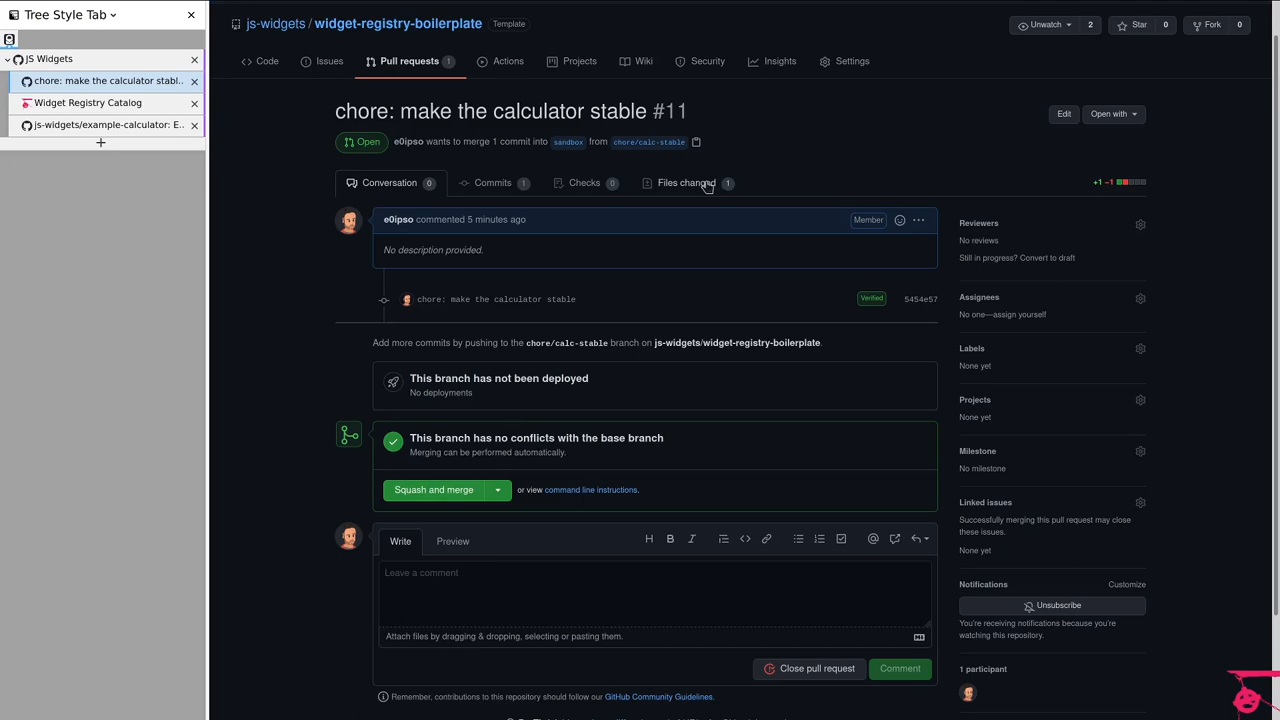 Tree Style Tab
JS Widgets
chore: make the calculator stabl..
Widget Registry Catalog
js-widgets/example-calculator: E..
js-widgets / widget-registry-boilerplate Template
Unwatch 2 Star 0 Fork 0
Code Issues Pull requests 1 Actions Projects Wiki Security Insights Settings
chore: make the calculator stable #11
Edit Open with
Open e0ipso wants to merge 1 commit into sandbox from chore/calc-stable
Conversation 0 Commits 1 Checks 0 Files changed 1 +1 −1
e0ipso commented 5 minutes ago Member
No description provided.
chore: make the calculator stable Verified 5454e57
Add more commits by pushing to the chore/calc-stable branch on js-widgets/widget-registry-boilerplate.
This branch has not been deployed
No deployments
This branch has no conflicts with the base branch
Merging can be performed automatically.
Squash and merge or view command line instructions.
Write Preview
Leave a comment
Attach files by dragging & dropping, selecting or pasting them.
Close pull request Comment
Remember, contributions to this repository should follow our GitHub Community Guidelines.
Reviewers
No reviews
Still in progress? Convert to draft
Assignees
No one—assign yourself
Labels
None yet
Projects
None yet
Milestone
No milestone
Linked issues
Successfully merging this pull request may close
these issues.
None yet
Notifications Customize
Unsubscribe
You're receiving notifications because you're
watching this repository.
1 participant